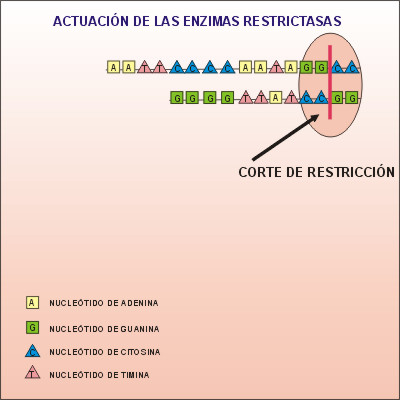 ACTUACIÓN DE LAS ENZIMAS RESTRICTASAS
A A T T C C C C A A T A G G C C
G G G G T T A T C C G G
CORTE DE RESTRICCIÓN
A NUCLEÓTIDO DE ADENINA
G NUCLEÓTIDO DE GUANINA
C NUCLEÓTIDO DE CITOSINA
T NUCLEÓTIDO DE TIMINA